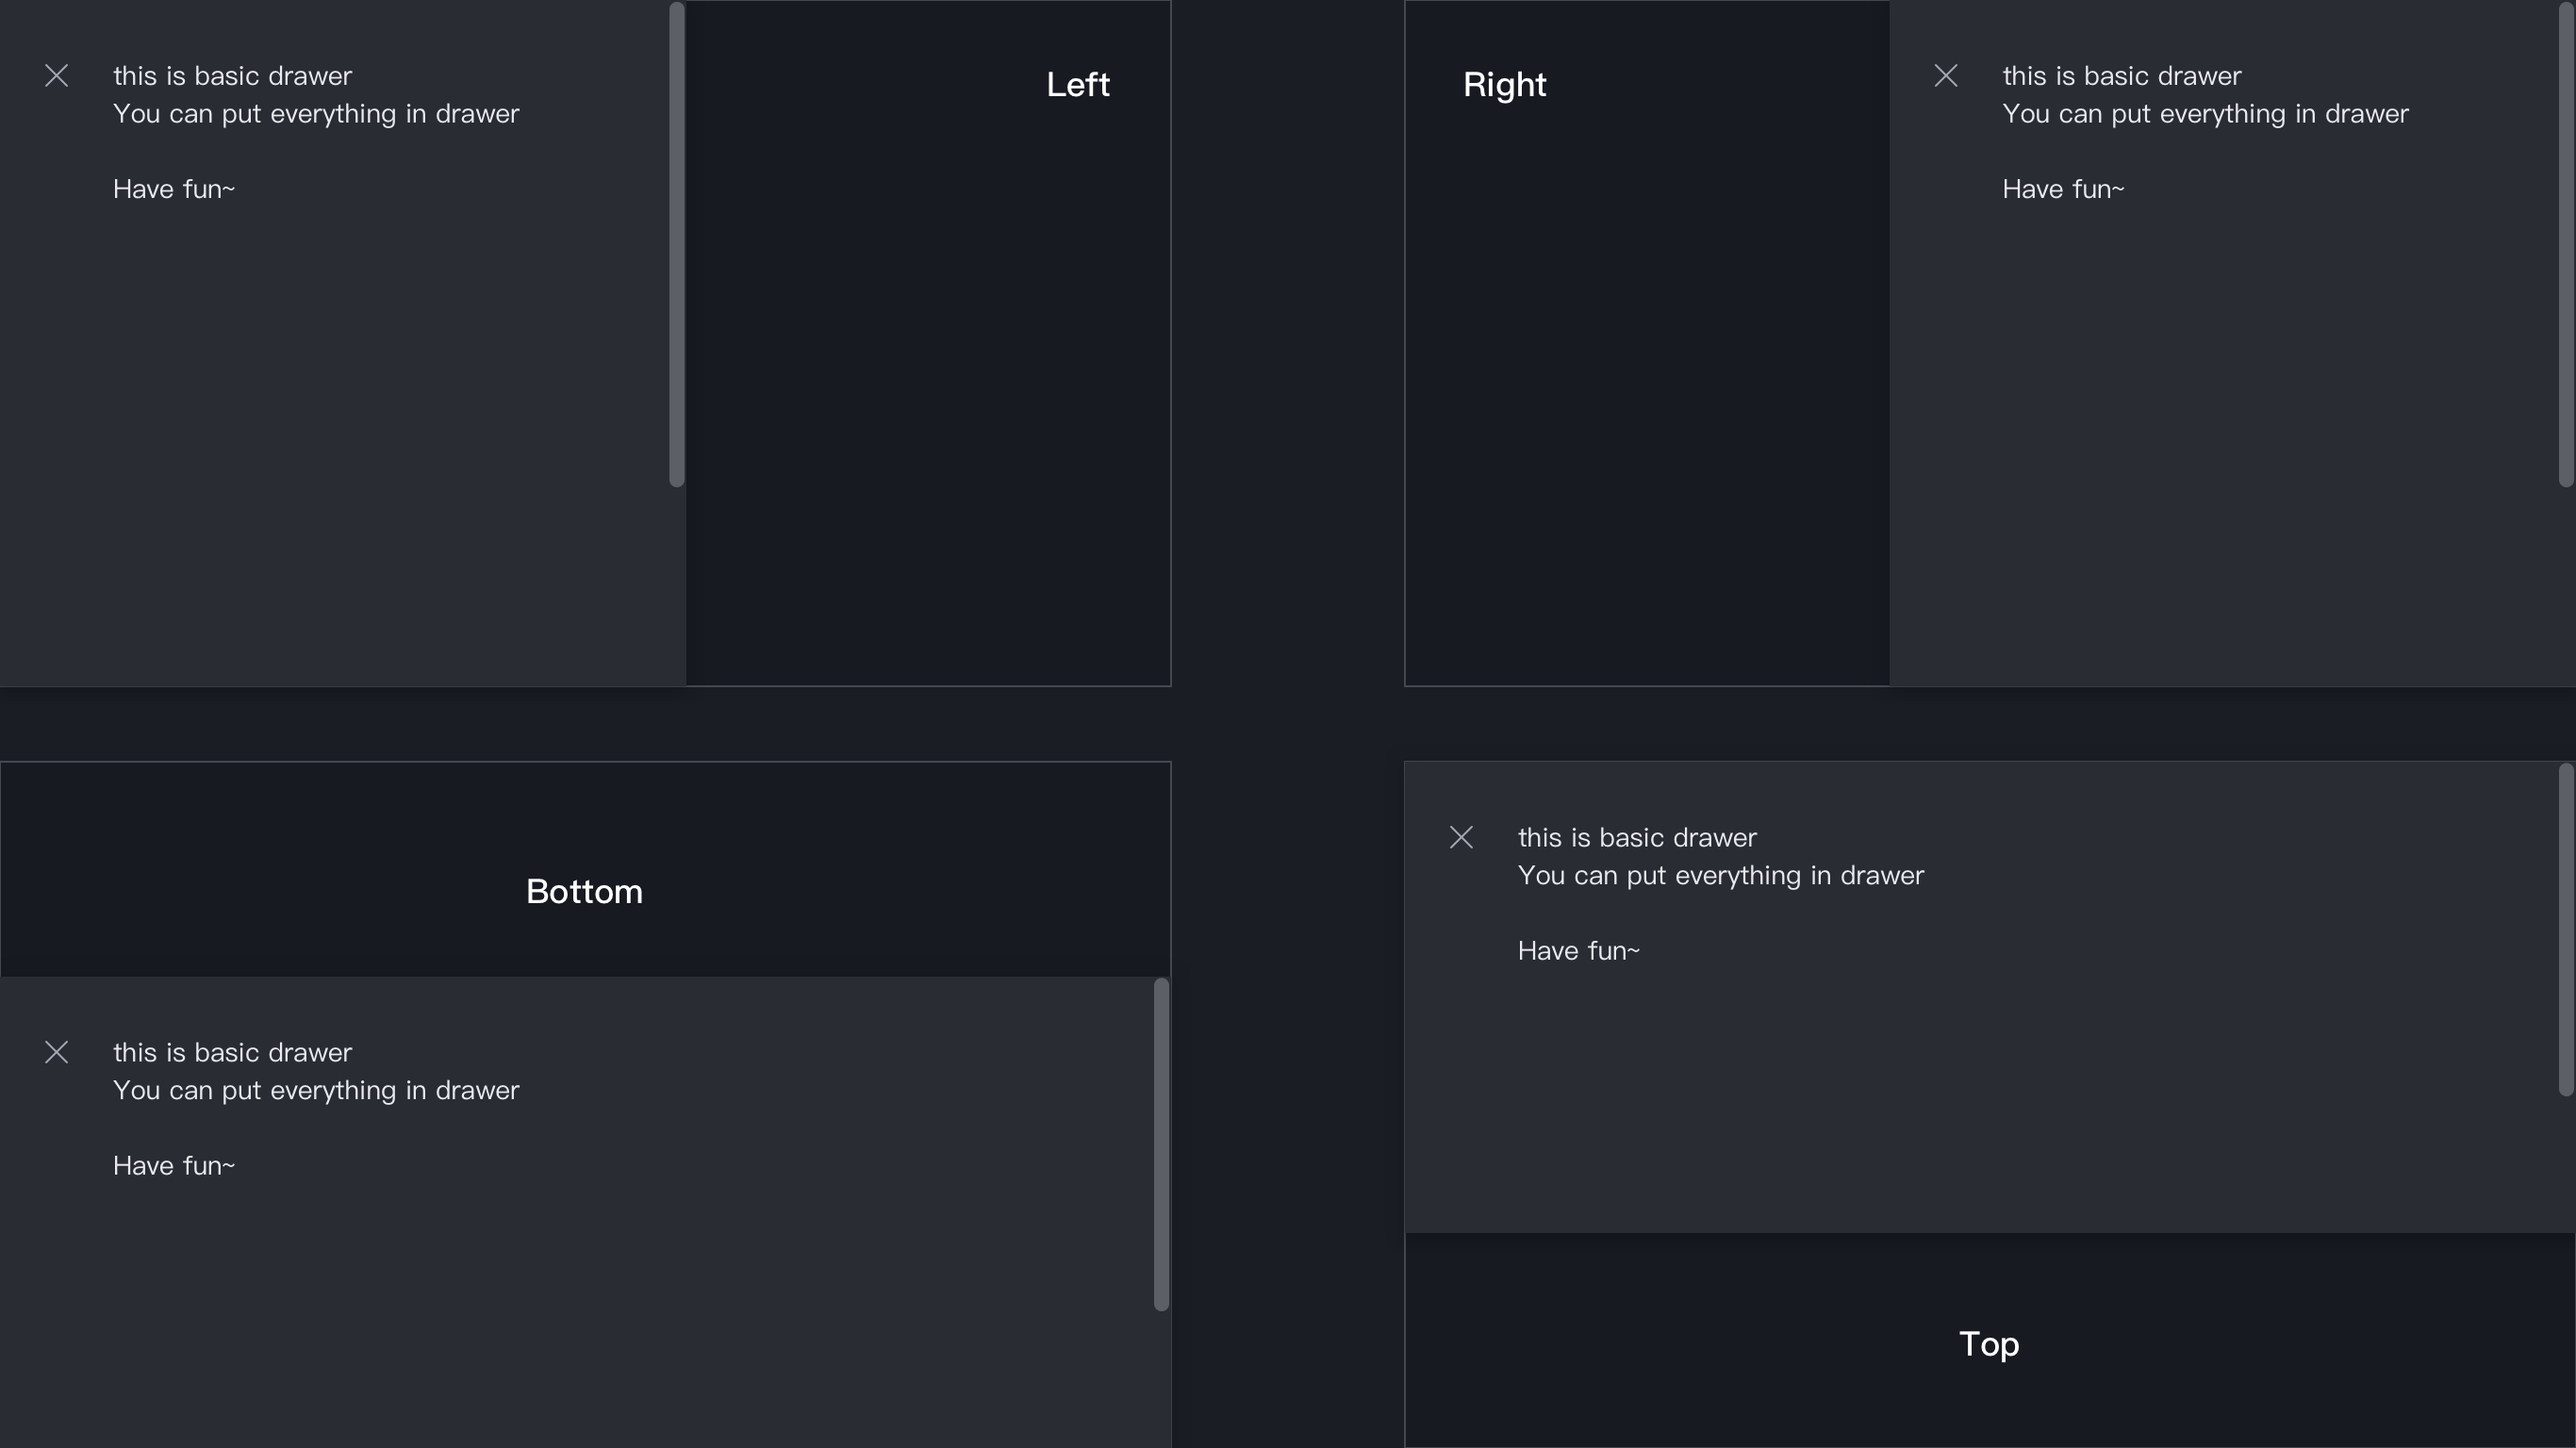 this is basic drawer
You can put everything in drawer
Have fun~
Left
Right
this is basic drawer
You can put everything in drawer
Have fun~
Bottom
this is basic drawer
You can put everything in drawer
Have fun~
this is basic drawer
You can put everything in drawer
Have fun~
Top